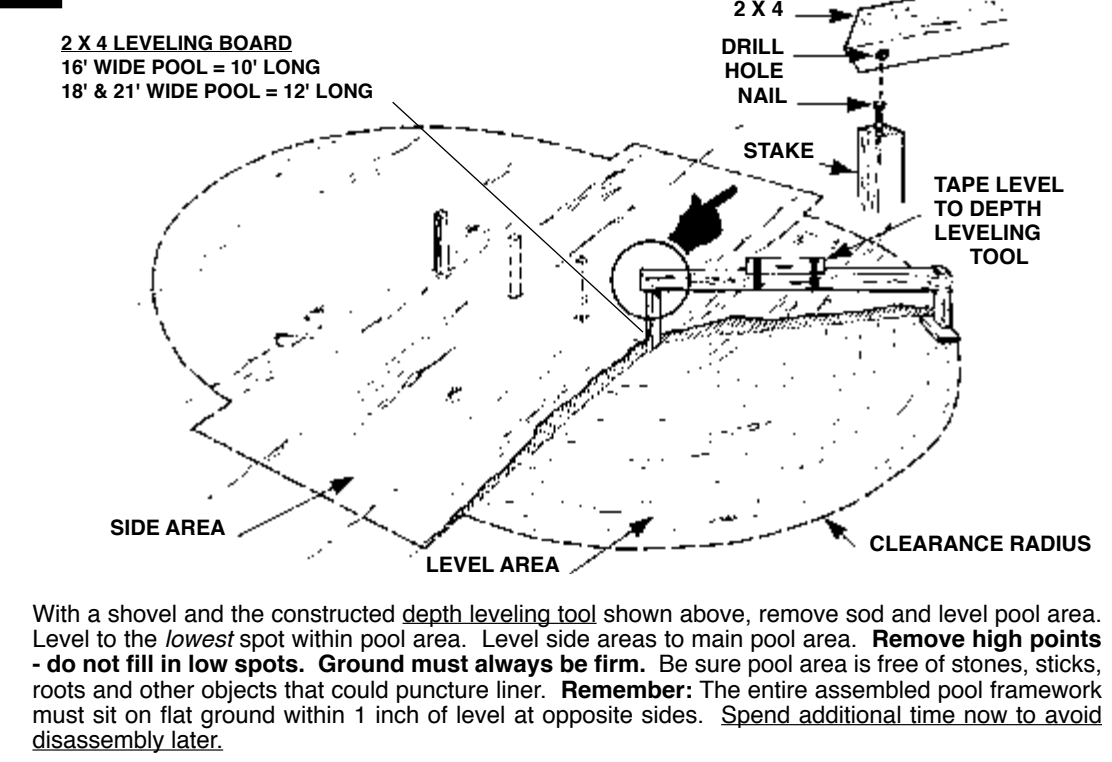 2 X 4 LEVELING BOARD
16' WIDE POOL = 10' LONG
18' & 21' WIDE POOL = 12' LONG
2 X 4
DRILL
HOLE
NAIL
STAKE
TAPE LEVEL
TO DEPTH
LEVELING
TOOL
SIDE AREA
LEVEL AREA
CLEARANCE RADIUS
With a shovel and the constructed depth leveling tool shown above, remove sod and level pool area.
Level to the lowest spot within pool area. Level side areas to main pool area. Remove high points
- do not fill in low spots. Ground must always be firm. Be sure pool area is free of stones, sticks,
roots and other objects that could puncture liner. Remember: The entire assembled pool framework
must sit on flat ground within 1 inch of level at opposite sides. Spend additional time now to avoid
disassembly later.